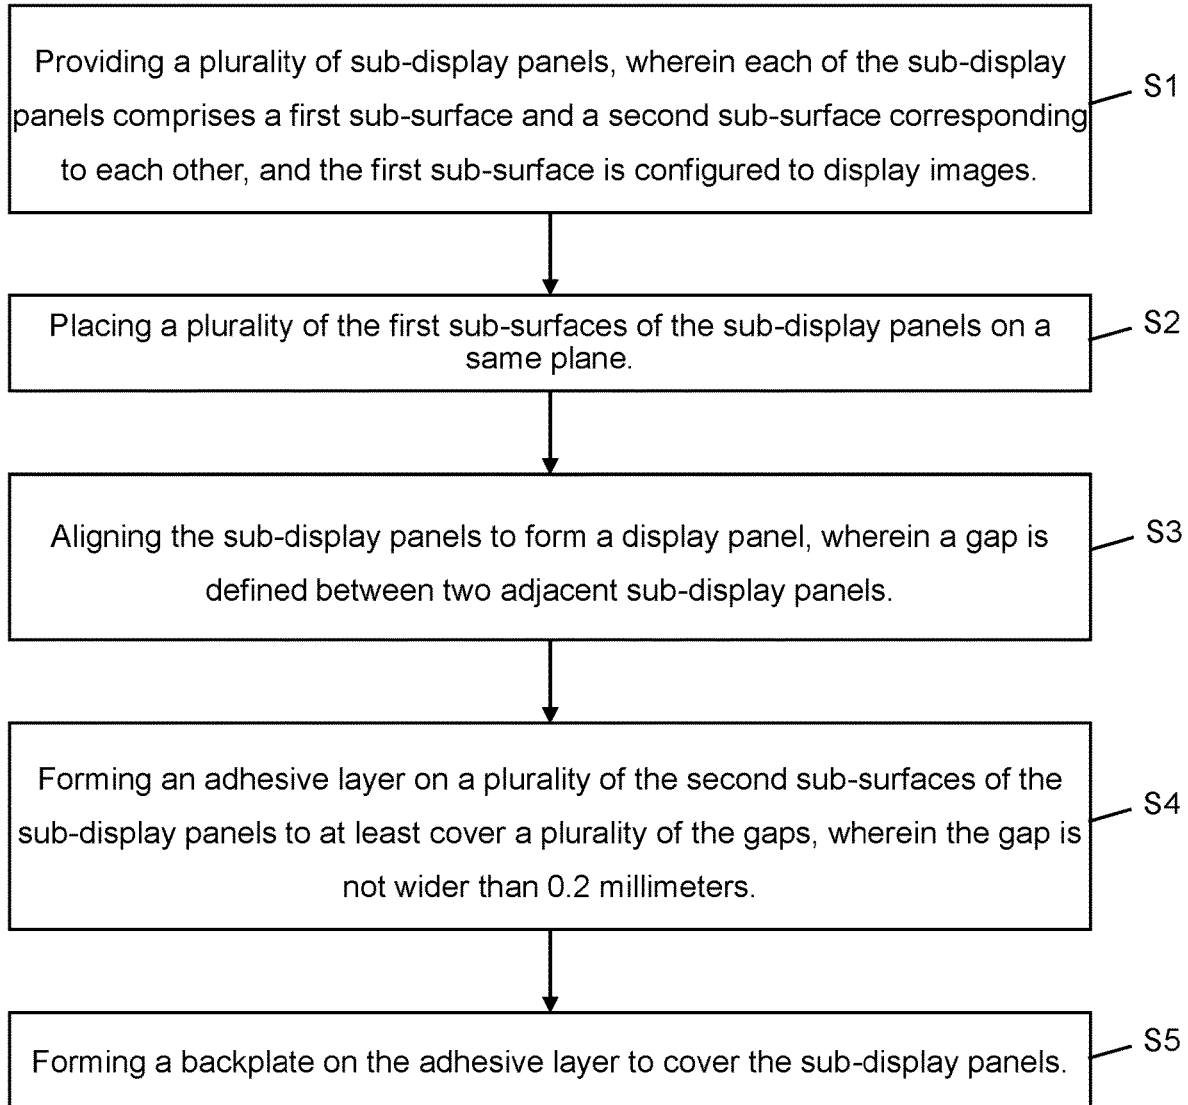 Providing a plurality of sub-display panels, wherein each of the sub-display
panels comprises a first sub-surface and a second sub-surface corresponding
to each other, and the first sub-surface is configured to display images.
S1
Placing a plurality of the first sub-surfaces of the sub-display panels on a
same plane.
S2
Aligning the sub-display panels to form a display panel, wherein a gap is
defined between two adjacent sub-display panels.
S3
Forming an adhesive layer on a plurality of the second sub-surfaces of the
sub-display panels to at least cover a plurality of the gaps, wherein the gap is
not wider than 0.2 millimeters.
S4
Forming a backplate on the adhesive layer to cover the sub-display panels.
S5